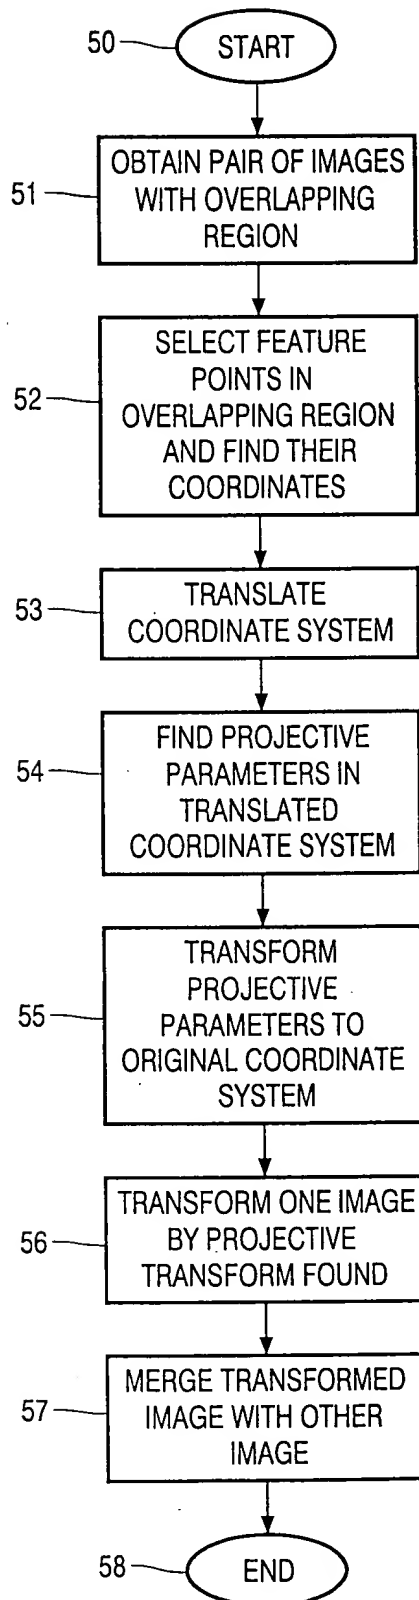 50
START
51
OBTAIN PAIR OF IMAGES
WITH OVERLAPPING
REGION
52
SELECT FEATURE
POINTS IN
OVERLAPPING REGION
AND FIND THEIR
COORDINATES
53
TRANSLATE
COORDINATE SYSTEM
54
FIND PROJECTIVE
PARAMETERS IN
TRANSLATED
COORDINATE SYSTEM
55
TRANSFORM
PROJECTIVE
PARAMETERS TO
ORIGINAL COORDINATE
SYSTEM
56
TRANSFORM ONE IMAGE
BY PROJECTIVE
TRANSFORM FOUND
57
MERGE TRANSFORMED
IMAGE WITH OTHER
IMAGE
58
END